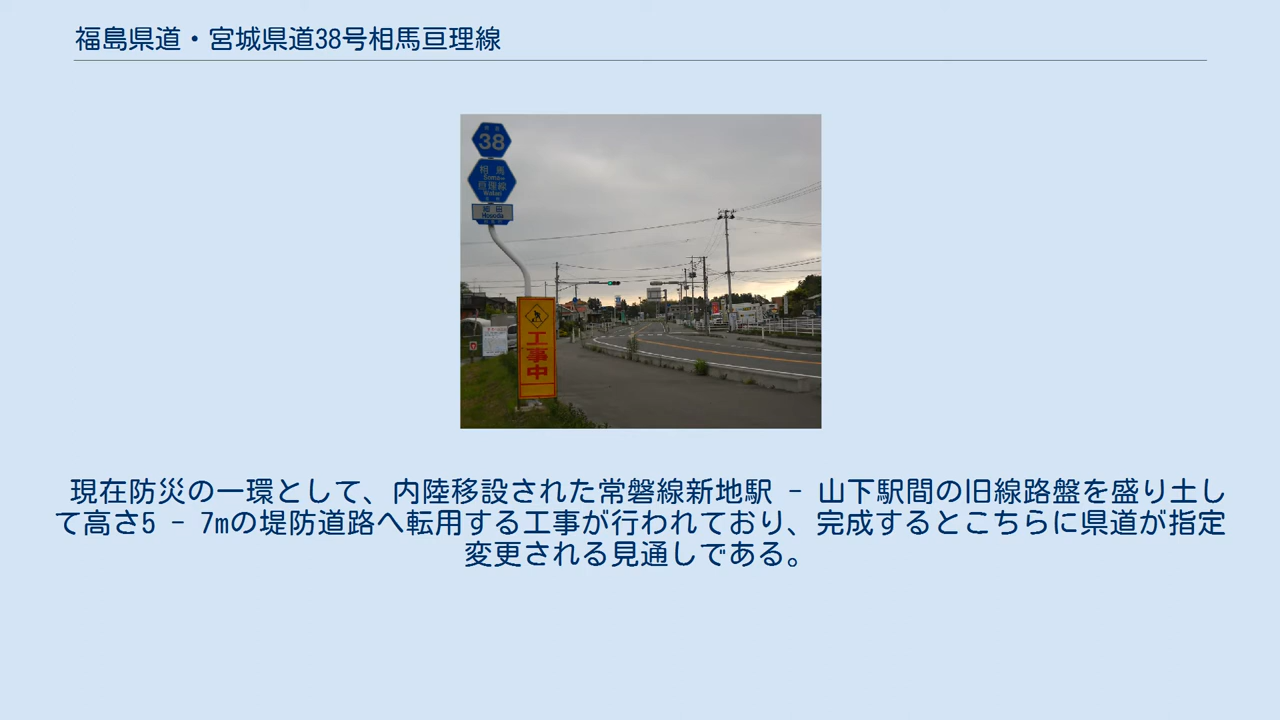 福島県道・宮城県道38号相馬亘理線
38
相馬
Soma
亘理線
Watari
Hosoda
工事中
現在防災の一環として、内陸移設された常磐線新地駅 - 山下駅間の旧線路盤を盛り土し
て高さ5 - 7mの堤防道路へ転用する工事が行われており、完成するとこちらに県道が指定
変更される見通しである。